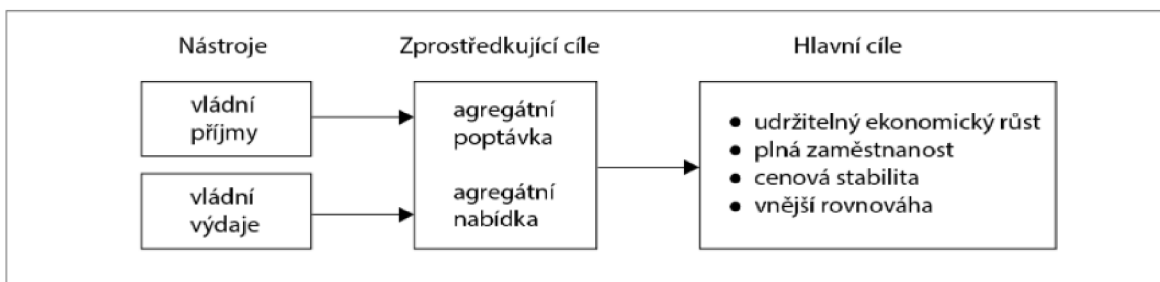 Nástroje
Zprostředkující cíle
Hlavní cíle
vládní
příjmy
vládní
výdaje
agregátní
poptávka
agregátní
nabídka
● udržitelný ekonomický růst
● plná zaměstnanost
● cenová stabilita
● vnější rovnováha